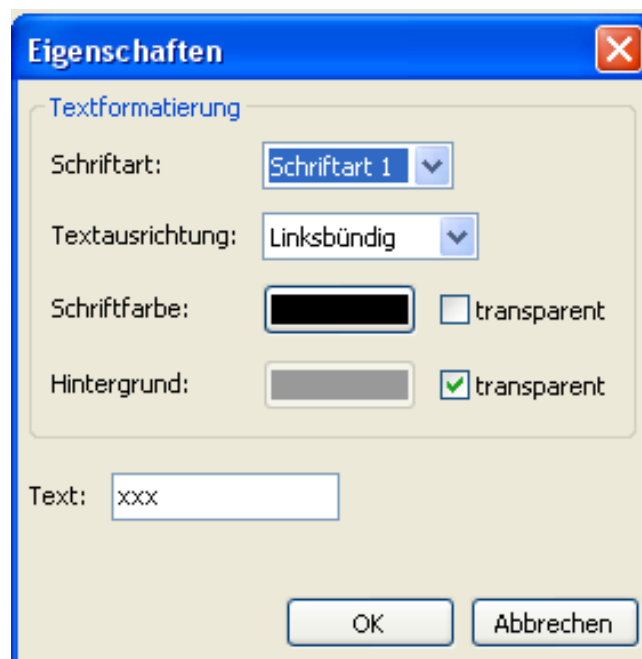 Eigenschaften
Textformatierung
Schriftart: Schriftart 1
Textausrichtung: Linksbündig
Schriftfarbe: transparent
Hintergrund: transparent
Text: xxx
OK Abbrechen